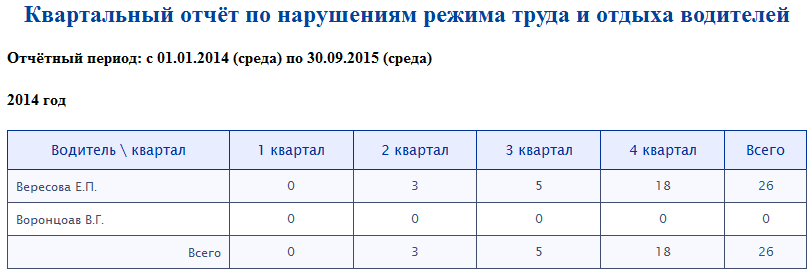 Квартальный отчёт по нарушениям режима труда и отдыха водителей
Отчётный период: с 01.01.2014 (среда) по 30.09.2015 (среда)
2014 год
Водитель \ квартал 1 квартал 2 квартал 3 квартал 4 квартал Всего
Вересова Е.П. 0 3 5 18 26
Воронцоав В.Г. 0 0 0 0 0
Всего 0 3 5 18 26